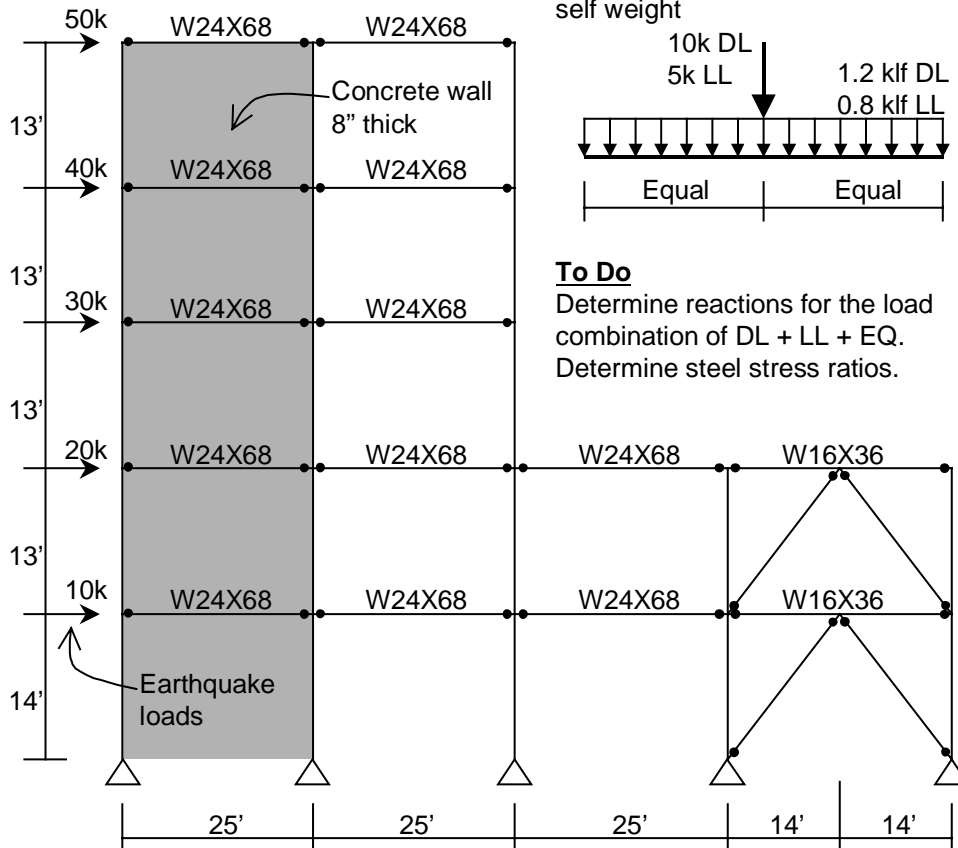 self weight
10k DL
5k LL
1.2 klf DL
0.8 klf LL
Equal
Equal
To Do
Determine reactions for the load
combination of DL + LL + EQ.
Determine steel stress ratios.
50k
W24X68
W24X68
Concrete wall
8” thick
13’
40k
W24X68
W24X68
13’
30k
W24X68
W24X68
13’
20k
W24X68
W24X68
W24X68
W16X36
13’
10k
W24X68
W24X68
W24X68
W16X36
Earthquake
loads
14’
25’
25’
25’
14’
14’